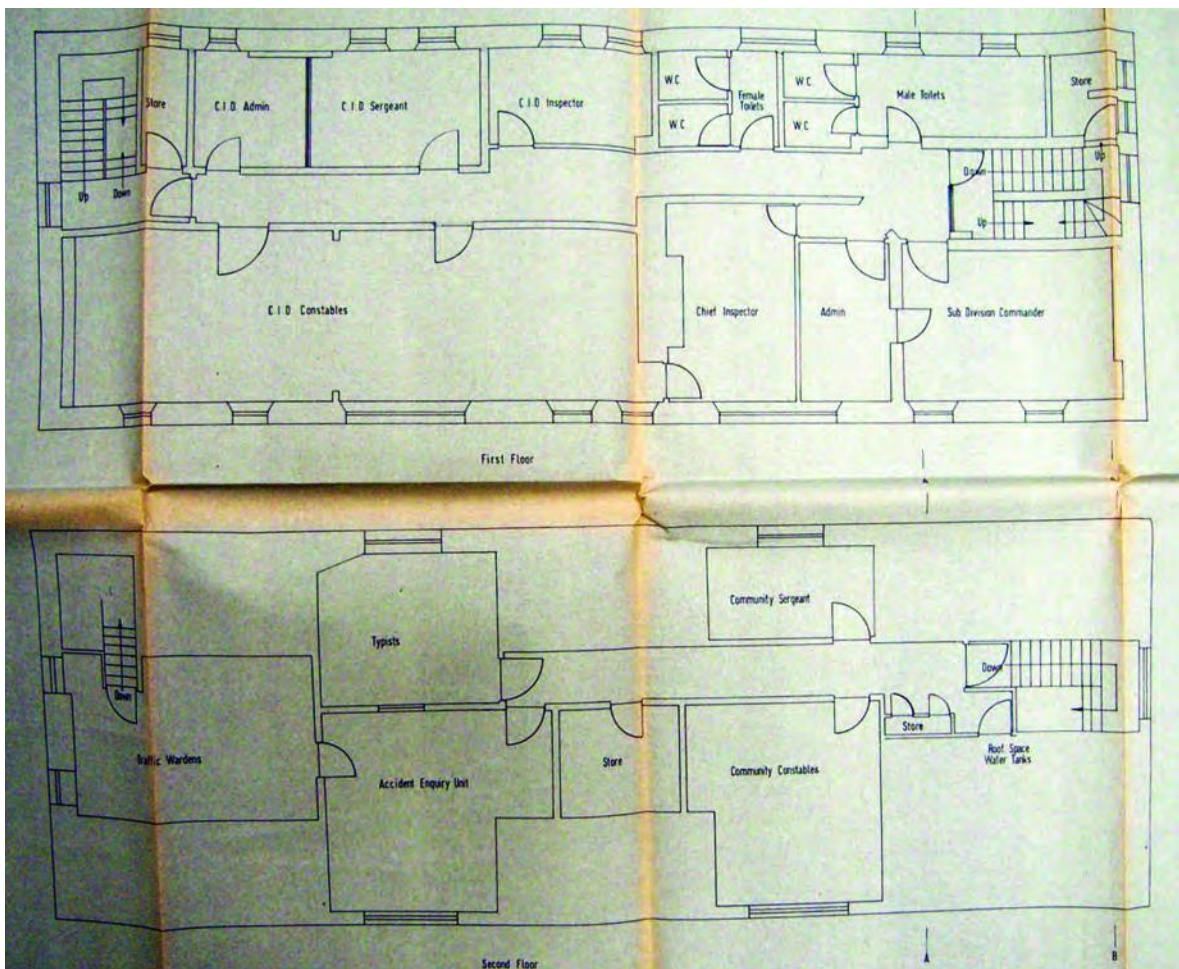 Store
C.I.D Admin
C.I.D Sergeant
C.I.D Inspector
W.C
W.C
Female
Toilets
W.C
W.C
Male Toilets
Store
Up
Down
Down
Up
Up
C.I.D Constables
Chief Inspector
Admin
Sub Division Commander
First Floor
Typists
Community Sergeant
Down
Down
Traffic Wardens
Accident Enquiry Unit
Store
Community Constables
Store
Roof Space
Water Tanks
Second Floor
A
B